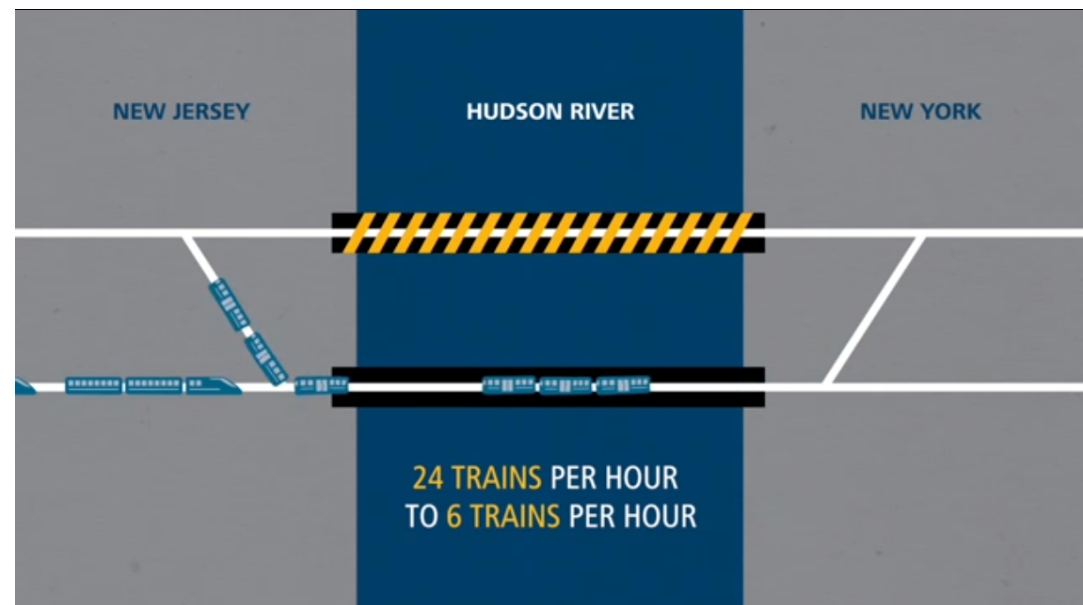 NEW JERSEY
HUDSON RIVER
NEW YORK
24 TRAINS PER HOUR
TO 6 TRAINS PER HOUR